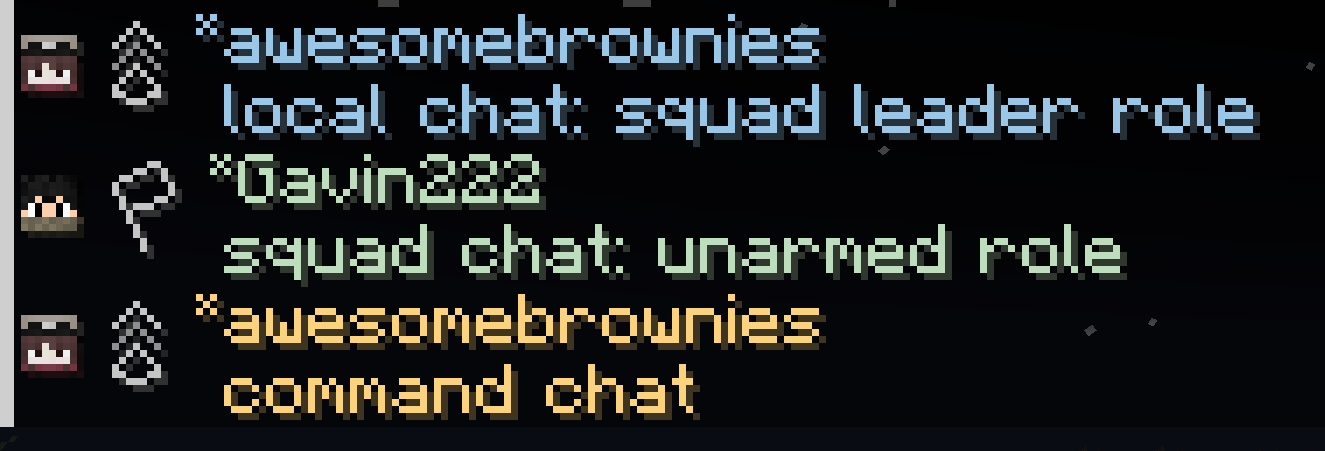 *awesomebrownies
local chat: squad leader role
*Gavin222
squad chat: unarmed role
*awesomebrownies
command chat